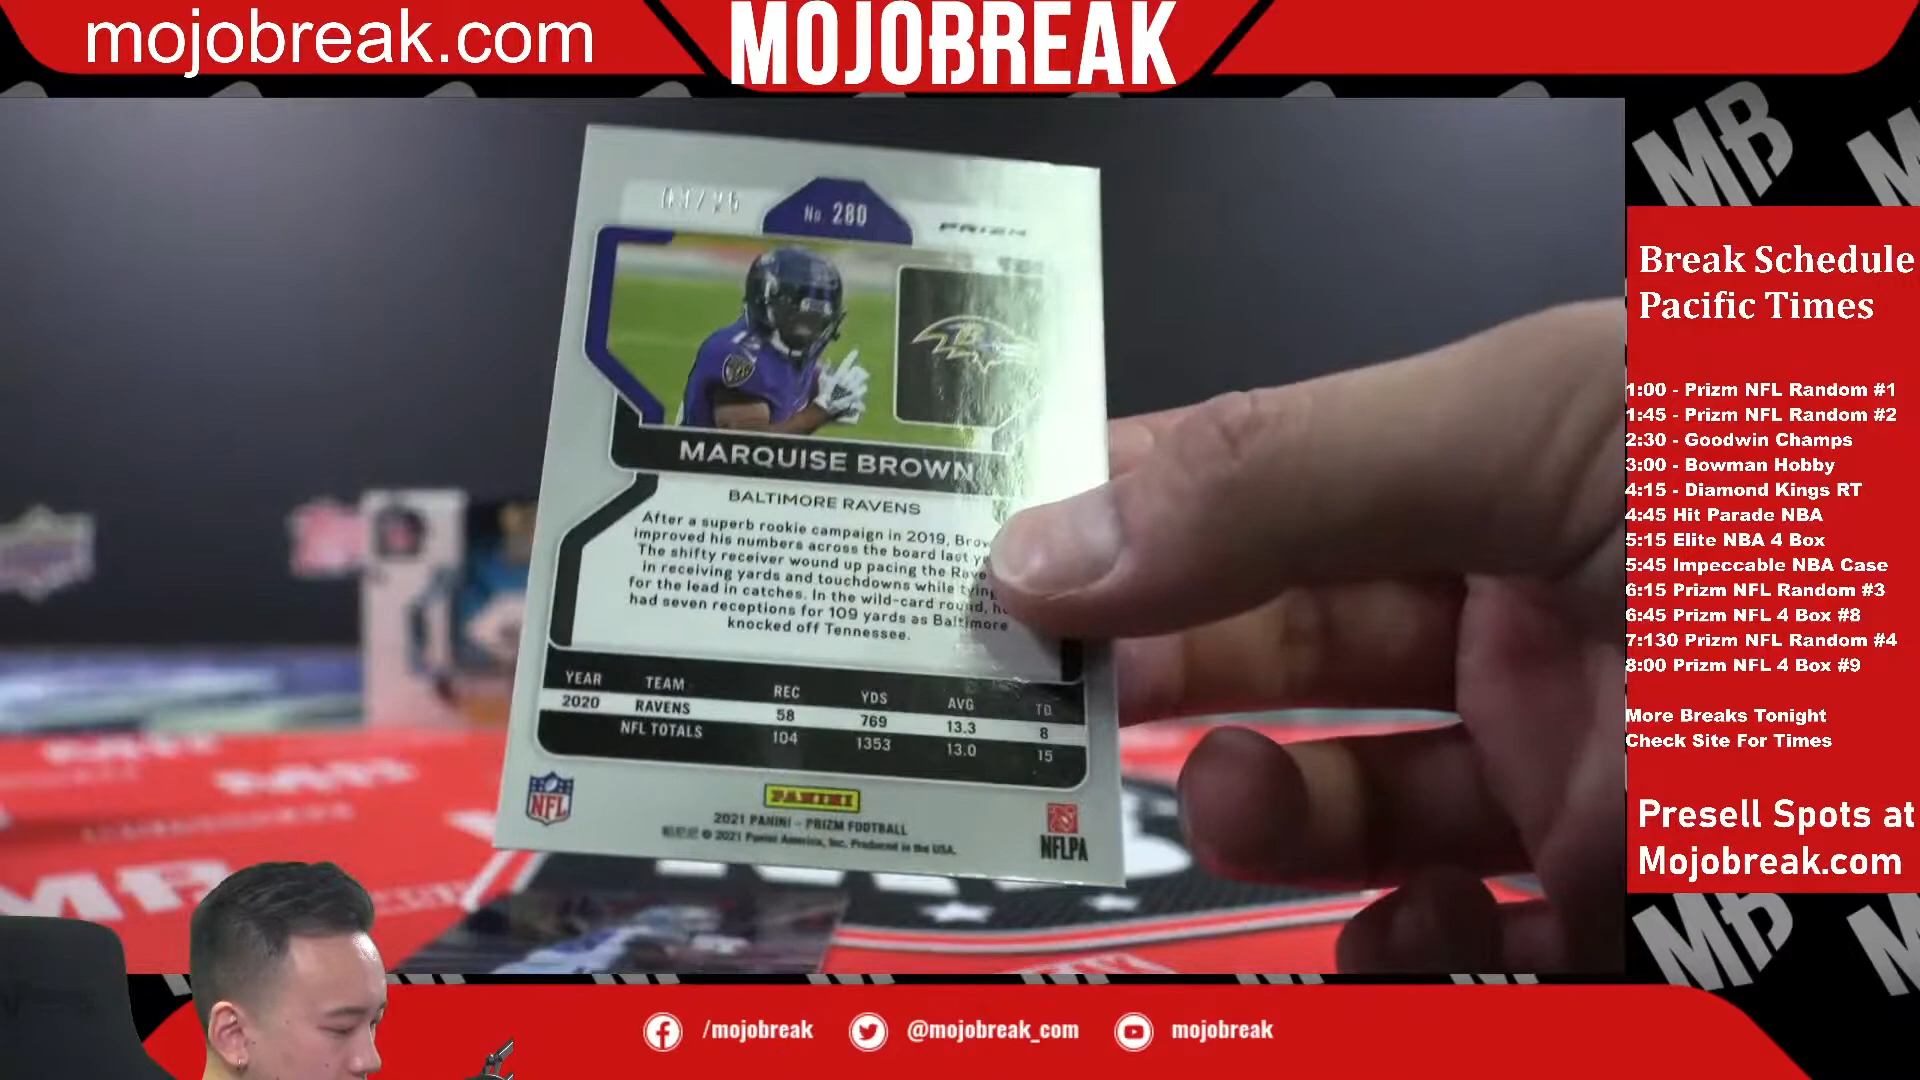 mojobreak.com
MOJOBREAK
No. 280
PRIZM
MARQUISE BROWN
BALTIMORE RAVENS
After a superb rookie campaign in 2019,
improved his numbers across the board last
The shifty receiver wound up pacing the
in receiving yards and touchdowns while
for the lead in catches. In the wild-card round,
had seven receptions for 109 yards as Baltimore
knocked off Tennessee.
YEAR TEAM REC YDS AVG TD
2020 RAVENS 58 769 13.3 8
NFL TOTALS 104 1353 13.0 15
NFL
PANINI
NFLPA
2021 PANINI - PRIZM FOOTBALL
© 2021 Panini America, Inc. Produced in the USA.
Break Schedule
Pacific Times
1:00 - Prizm NFL Random #1
1:45 - Prizm NFL Random #2
2:30 - Goodwin Champs
3:00 - Bowman Hobby
4:15 - Diamond Kings RT
4:45 Hit Parade NBA
5:15 Elite NBA 4 Box
5:45 Impeccable NBA Case
6:15 Prizm NFL Random #3
6:45 Prizm NFL 4 Box #8
7:130 Prizm NFL Random #4
8:00 Prizm NFL 4 Box #9
More Breaks Tonight
Check Site For Times
Presell Spots at
Mojobreak.com
MB
/mojobreak
@mojobreak_com
mojobreak